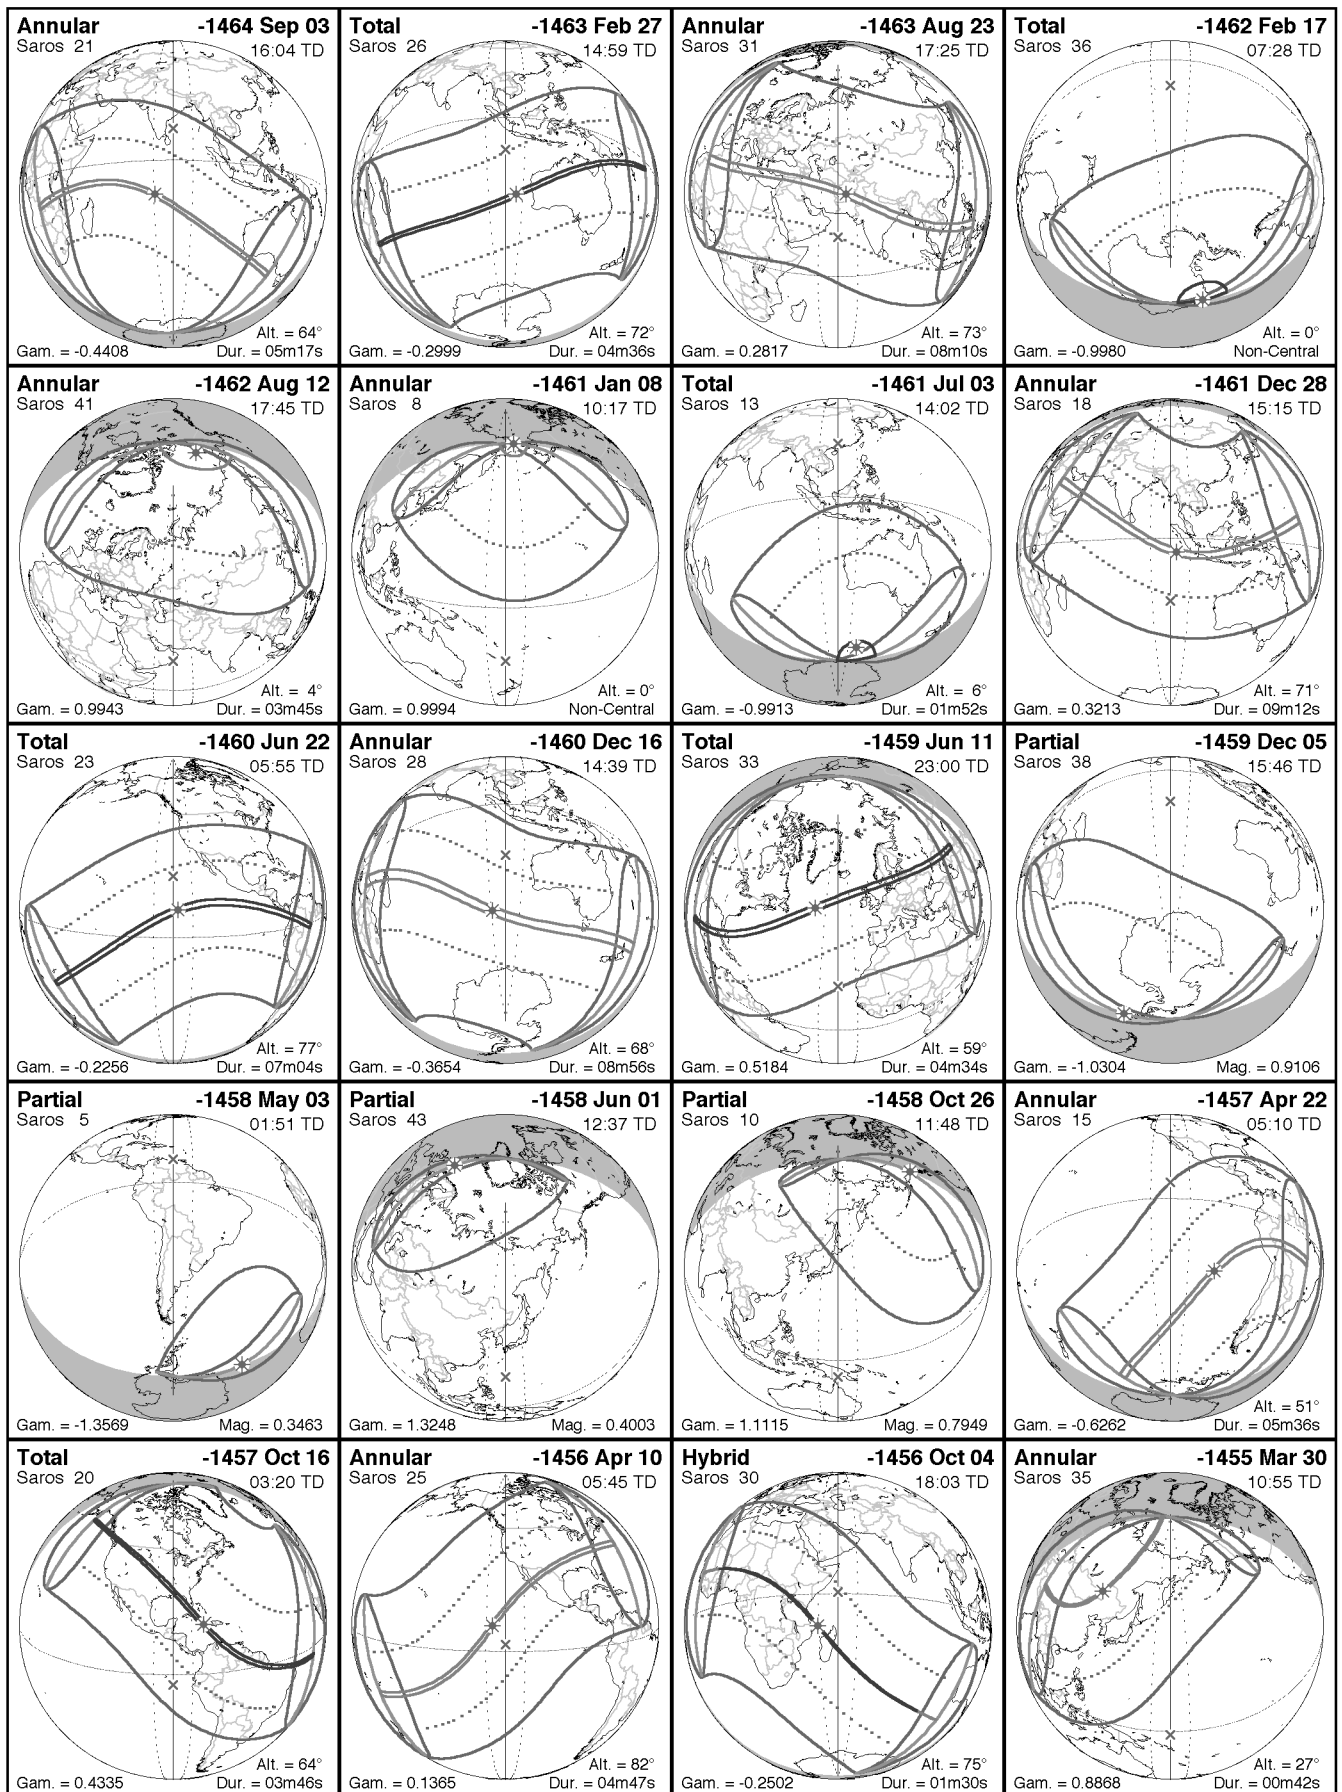 Annular -1464 Sep 03
Saros 21 16:04 TD
Alt. = 64°
Gam. = -0.4408 Dur. = 05m17s
Total -1463 Feb 27
Saros 26 14:59 TD
Alt. = 72°
Gam. = -0.2999 Dur. = 04m36s
Annular -1463 Aug 23
Saros 31 17:25 TD
Alt. = 73°
Gam. = 0.2817 Dur. = 08m10s
Total -1462 Feb 17
Saros 36 07:28 TD
Alt. = 0°
Gam. = -0.9980 Non-Central
Annular -1462 Aug 12
Saros 41 17:45 TD
Alt. = 4°
Gam. = 0.9943 Dur. = 03m45s
Annular -1461 Jan 08
Saros 8 10:17 TD
Alt. = 0°
Gam. = 0.9994 Non-Central
Total -1461 Jul 03
Saros 13 14:02 TD
Alt. = 6°
Gam. = -0.9913 Dur. = 01m52s
Annular -1461 Dec 28
Saros 18 15:15 TD
Alt. = 71°
Gam. = 0.3213 Dur. = 09m12s
Total -1460 Jun 22
Saros 23 05:55 TD
Alt. = 77°
Gam. = -0.2256 Dur. = 07m04s
Annular -1460 Dec 16
Saros 28 14:39 TD
Alt. = 68°
Gam. = -0.3654 Dur. = 08m56s
Total -1459 Jun 11
Saros 33 23:00 TD
Alt. = 59°
Gam. = 0.5184 Dur. = 04m34s
Partial -1459 Dec 05
Saros 38 15:46 TD
Gam. = -1.0304 Mag. = 0.9106
Partial -1458 May 03
Saros 5 01:51 TD
Gam. = -1.3569 Mag. = 0.3463
Partial -1458 Jun 01
Saros 43 12:37 TD
Gam. = 1.3248 Mag. = 0.4003
Partial -1458 Oct 26
Saros 10 11:48 TD
Gam. = 1.1115 Mag. = 0.7949
Annular -1457 Apr 22
Saros 15 05:10 TD
Alt. = 51°
Gam. = -0.6262 Dur. = 05m36s
Total -1457 Oct 16
Saros 20 03:20 TD
Alt. = 64°
Gam. = 0.4335 Dur. = 03m46s
Annular -1456 Apr 10
Saros 25 05:45 TD
Alt. = 82°
Gam. = 0.1365 Dur. = 04m47s
Hybrid -1456 Oct 04
Saros 30 18:03 TD
Alt. = 75°
Gam. = -0.2502 Dur. = 01m30s
Annular -1455 Mar 30
Saros 35 10:55 TD
Alt. = 27°
Gam. = 0.8868 Dur. = 00m42s